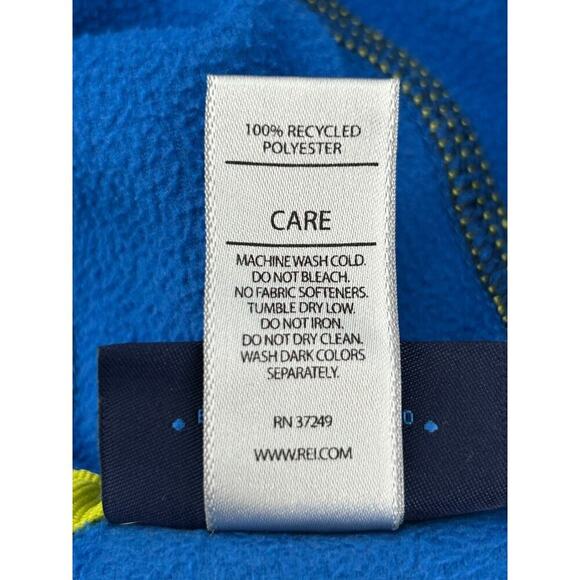 100% RECYCLED
POLYESTER
CARE
MACHINE WASH COLD.
DO NOT BLEACH.
NO FABRIC SOFTENERS.
TUMBLE DRY LOW.
DO NOT IRON.
DO NOT DRY CLEAN.
WASH DARK COLORS
SEPARATELY.
RN 37249
WWW.REI.COM